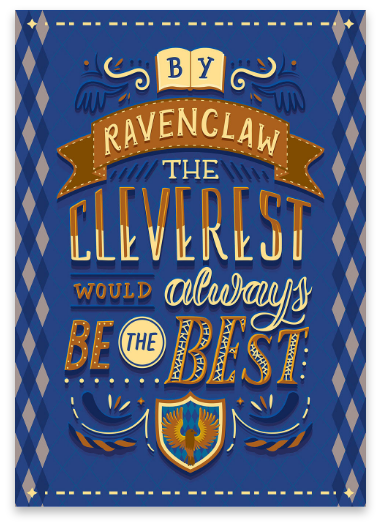 BY
RAVENCLAW
THE
CLEVEREST
WOULD always
BE THE BEST